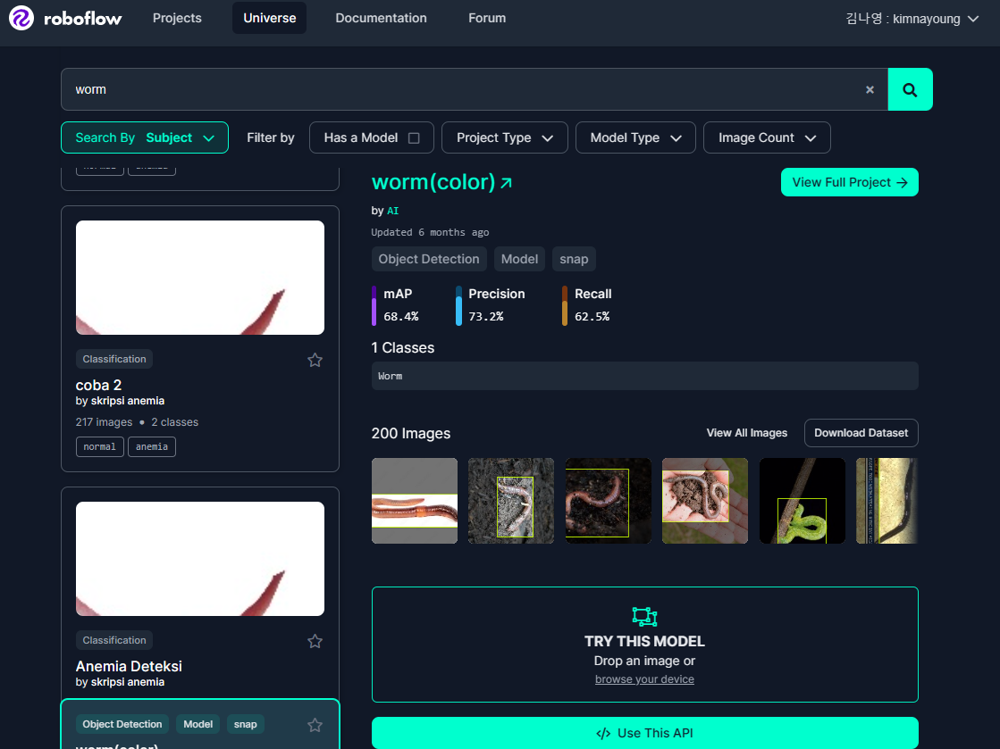 roboflow
Projects
Universe
Documentation
Forum
김나영 : kimnayoung
worm
Search By Subject
Filter by
Has a Model
Project Type
Model Type
Image Count
normal
anemia
Classification
coba 2
by skripsi anemia
217 images • 2 classes
normal
anemia
Classification
Anemia Deteksi
by skripsi anemia
Object Detection
Model
snap
worm(color)
worm(color)
View Full Project
by AI
Updated 6 months ago
Object Detection
Model
snap
mAP
68.4%
Precision
73.2%
Recall
62.5%
1 Classes
Worm
200 Images
View All Images
Download Dataset
TRY THIS MODEL
Drop an image or
browse your device
</> Use This API